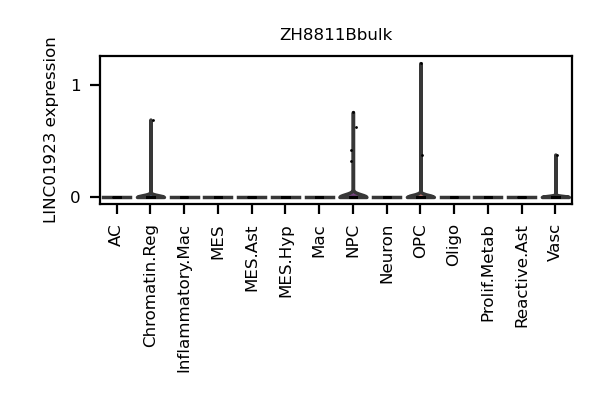 ZH8811Bbulk
LINC01923 expression
1
0
AC
Chromatin.Reg
Inflammatory.Mac
MES
MES.Ast
MES.Hyp
Mac
NPC
Neuron
OPC
Oligo
Prolif.Metab
Reactive.Ast
Vasc